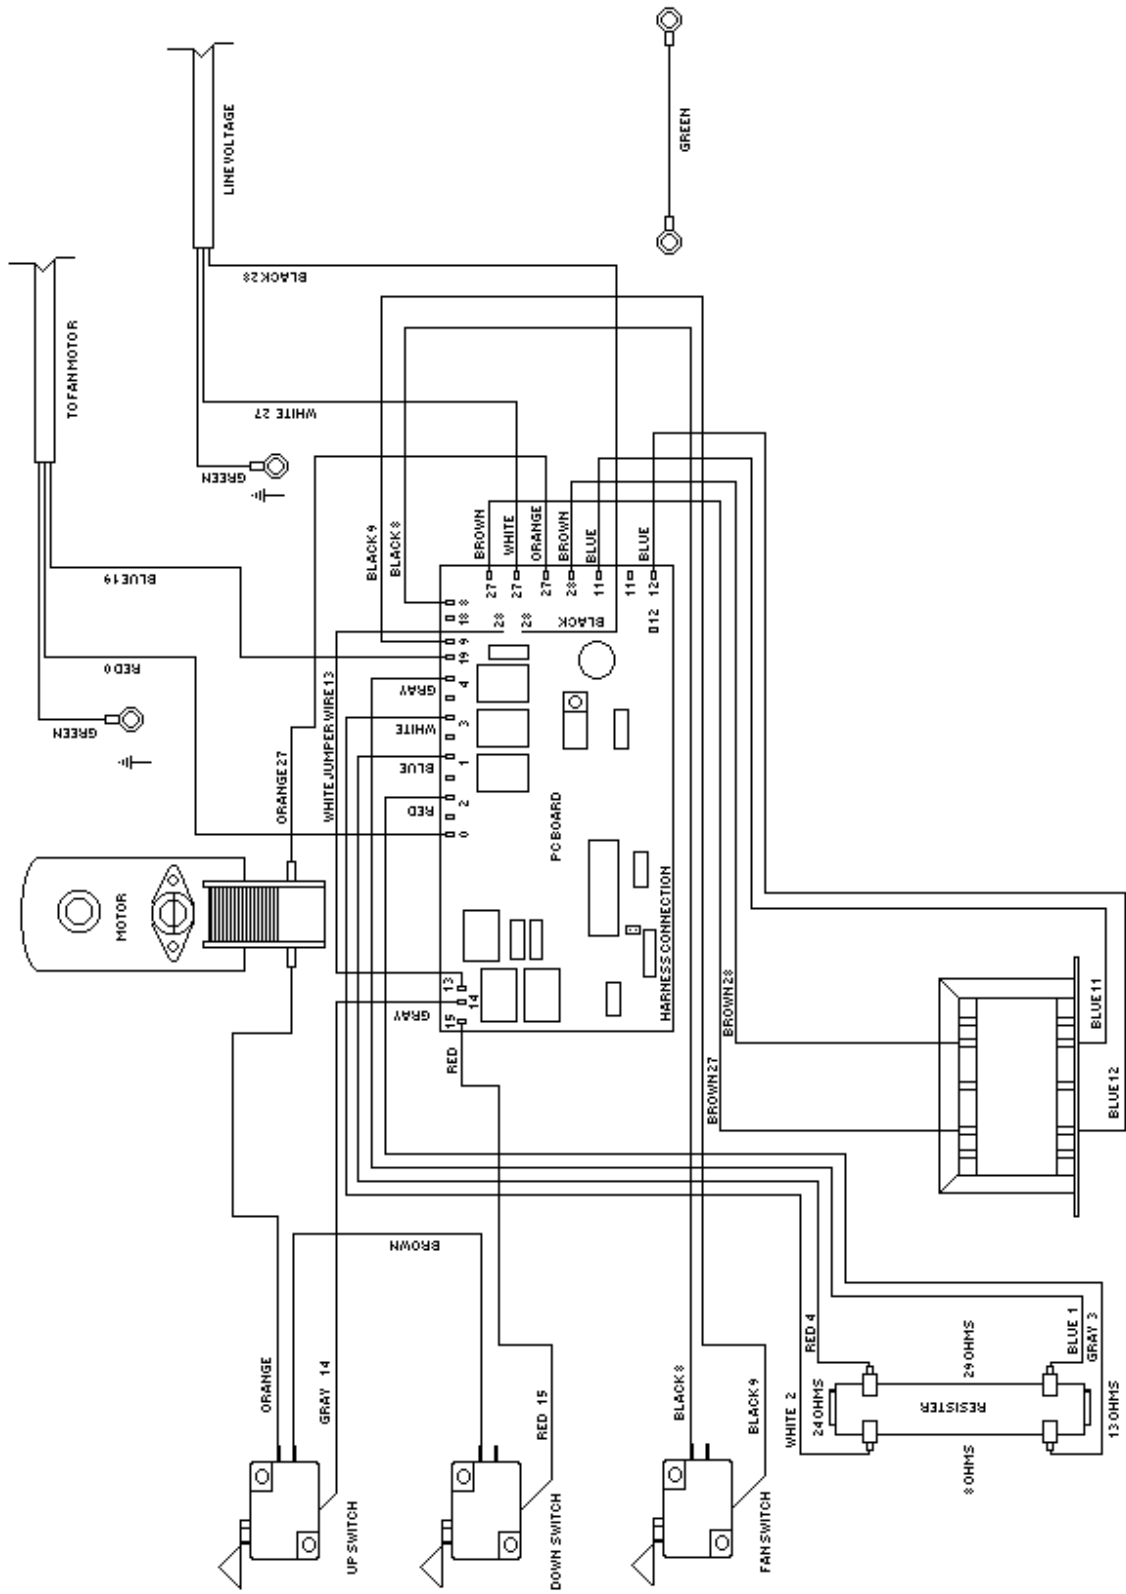 LINE VOLTAGE
GREEN
TO FAN MOTOR
BLACK 28
WHITE 27
GREEN
BLUE 19
RED 0
GREEN
BLACK 9
BLACK 8
BROWN
WHITE
ORANGE
BROWN
BLUE
BLUE
27
27
27
28
11
11
12
12
BLACK
28
28
8
18
9
19
4
3
1
2
0
GRAY
WHITE
BLUE
RED
WHITE JUMPER WIRE 13
ORANGE 27
MOTOR
PC BOARD
HARNESS CONNECTION
13
14
15
GRAY
RED
BROWN 28
BROWN 27
BLUE 11
BLUE 12
BROWN
ORANGE
GRAY 14
RED 15
BLACK 8
BLACK 9
WHITE 2
RED 4
BLUE 1
GRAY 3
24 OHMS
29 OHMS
8 OHMS
13 OHMS
RESISTER
UP SWITCH
DOWN SWITCH
FAN SWITCH